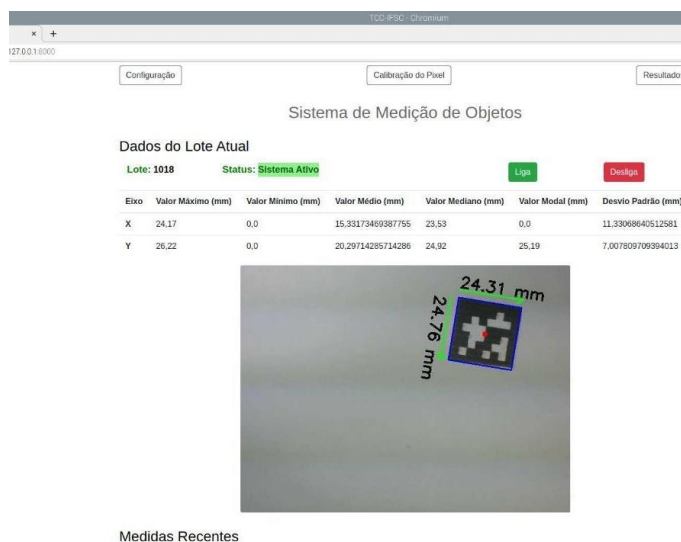 TCC-IFSC - Chromium
× +
127.0.0.1:8000
Configuração Calibração do Pixel Resultado
Sistema de Medição de Objetos
Dados do Lote Atual
Lote: 1018 Status: Sistema Ativo Liga Desliga
Eixo Valor Máximo (mm) Valor Mínimo (mm) Valor Médio (mm) Valor Mediano (mm) Valor Modal (mm) Desvio Padrão (mm)
X 24,17 0,0 15,33173469387755 23,53 0,0 11,33068640512581
Y 26,22 0,0 20,29714285714286 24,92 25,19 7,007809709394013
24.31 mm
24.76 mm
Medidas Recentes